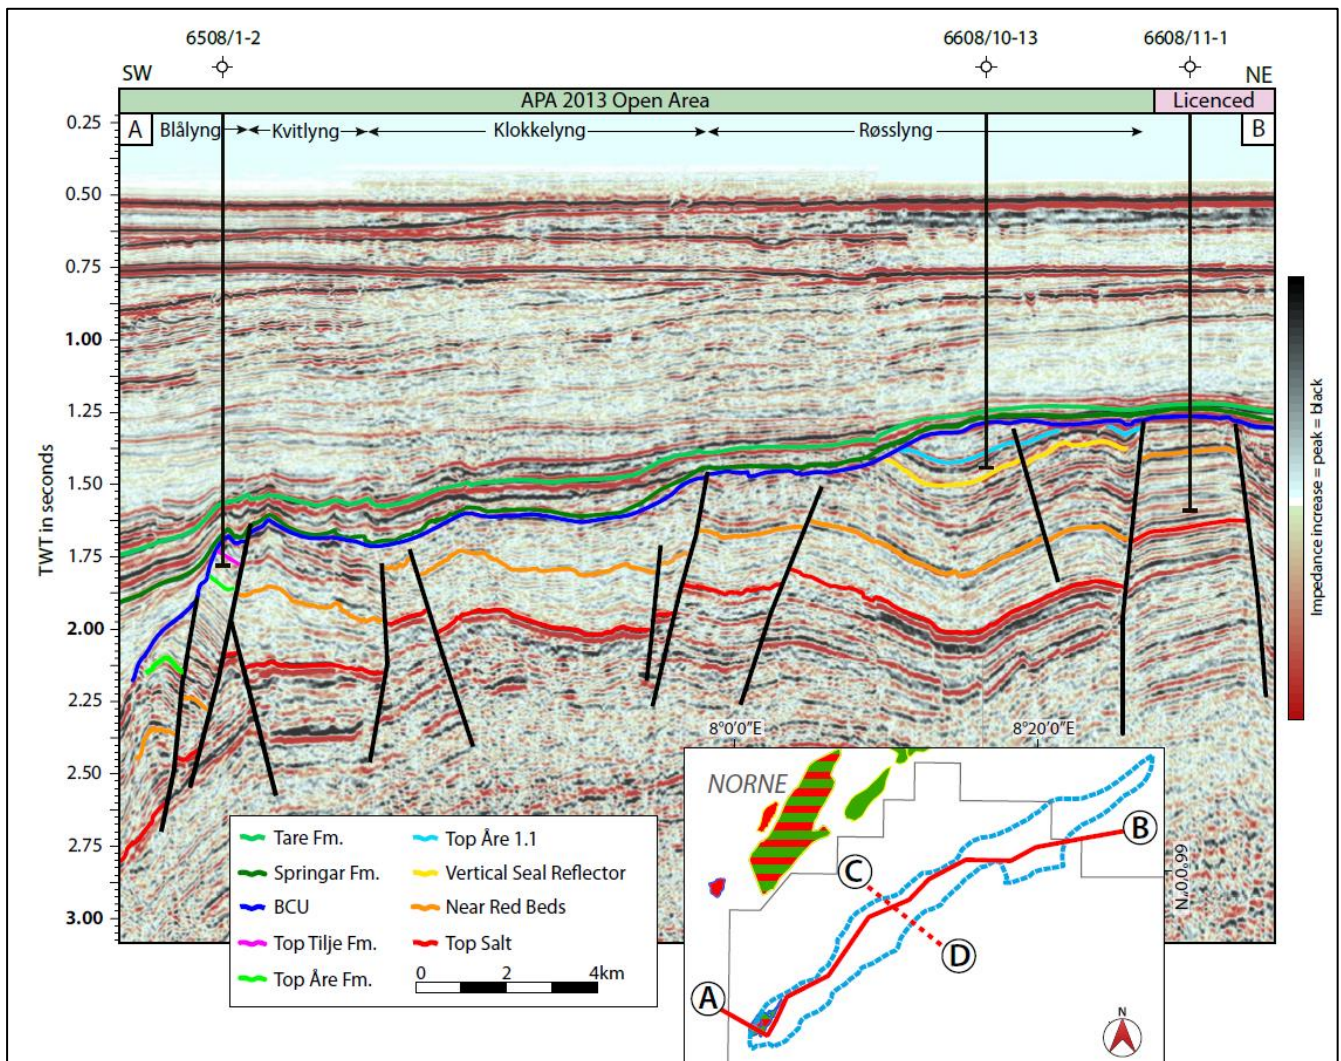 6508/1-2
6608/10-13
6608/11-1
SW
NE
APA 2013 Open Area
Licenced
A
Blålyng
Kvitlyng
Klokkelyng
Røsslyng
B
0.25
0.50
0.75
1.00
1.25
1.50
1.75
2.00
2.25
2.50
2.75
3.00
TWT in seconds
Impedance increase = peak = black
8°0'0"E
8°20'0"E
NORNE
B
C
66°0'0"N
D
A
N
Tare Fm.
Springar Fm.
BCU
Top Tilje Fm.
Top Åre Fm.
Top Åre 1.1
Vertical Seal Reflector
Near Red Beds
Top Salt
0 2 4km